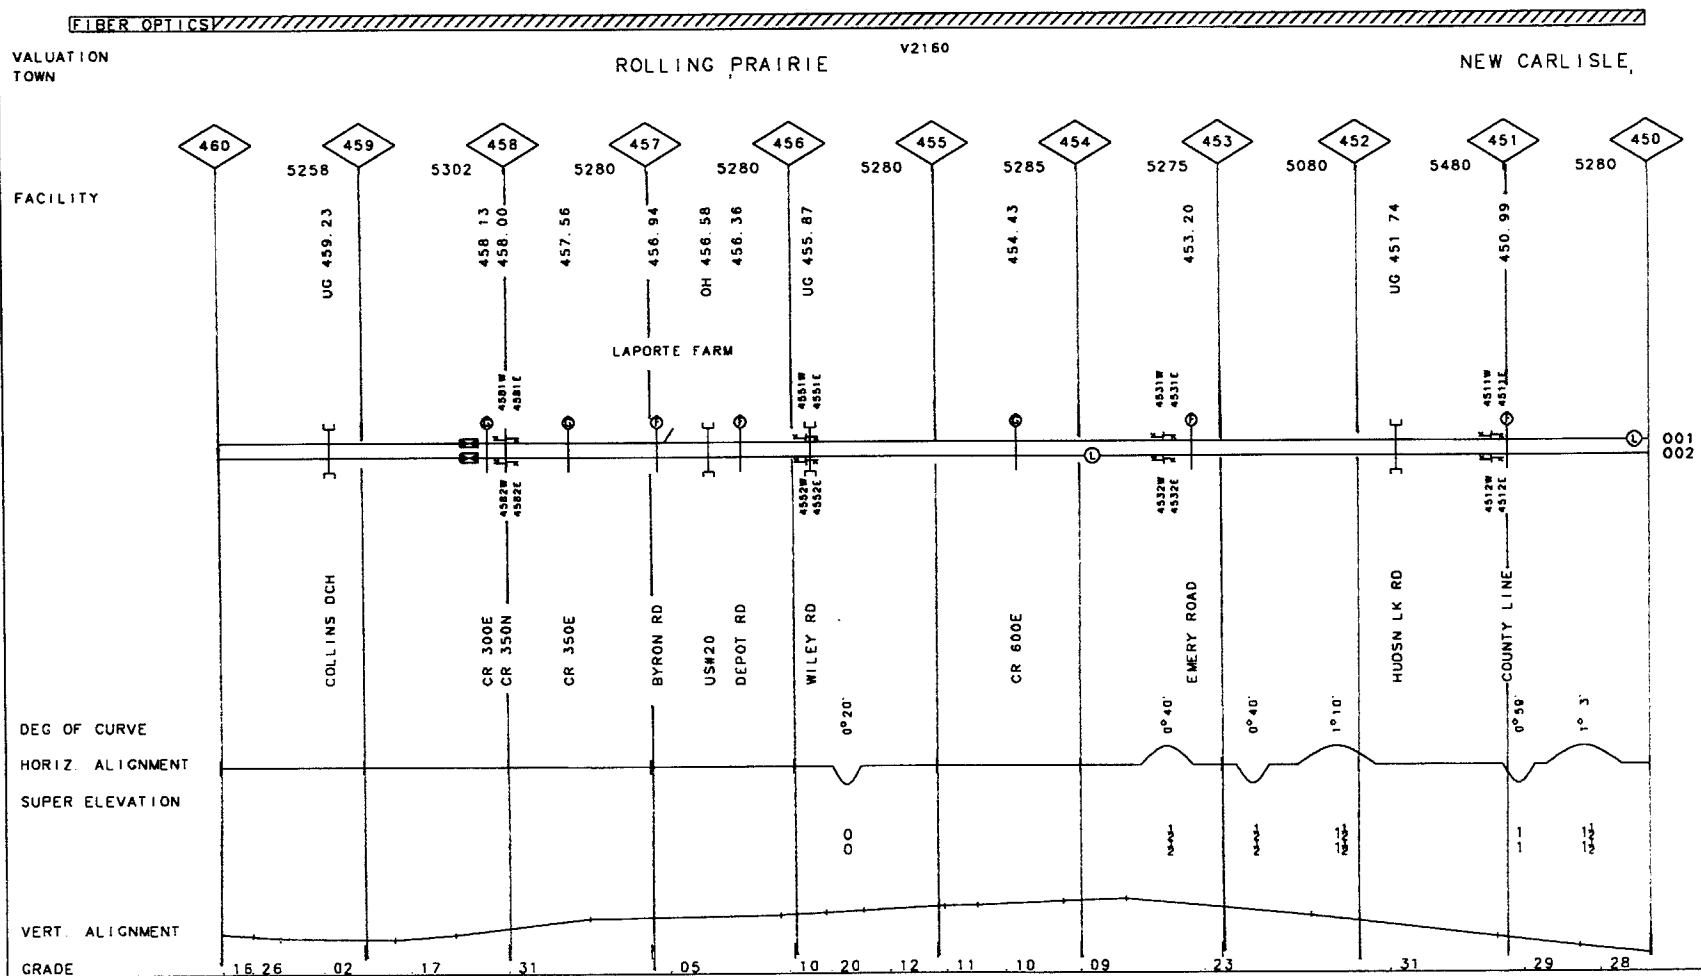 FIBER OPTICS
VALUATION V2160
TOWN ROLLING PRAIRIE NEW CARLISLE
460 459 458 457 456 455 454 453 452 451 450
5258 5302 5280 5280 5280 5285 5275 5080 5480 5280
FACILITY
UG 459.23
458 13
458.00
457.56
456.94
OH 456.58
456.36
UG 455.87
454.43
453.20
UG 451 74
450.99
LAPORTE FARM
4581W
4581E
4551W
4551E
4531W
4531E
4511W
4511E
L 001
L 002
4582W
4582E
4552W
4552E
4532W
4532E
4512W
4512E
COLLINS DCH
CR 300E
CR 350N
CR 350E
BYRON RD
US#20
DEPOT RD
WILEY RD
CR 600E
EMERY ROAD
HUDSN LK RD
COUNTY LINE
DEG OF CURVE 0°20' 0°40' 0°40' 1°10' 0°59' 1° 3'
HORIZ. ALIGNMENT
SUPER ELEVATION
0 1
0 1
VERT. ALIGNMENT
GRADE .16.26 .02 .17 .31 .05 .10 .20 .12 .11 .10 .09 .23 .31 .29 .28